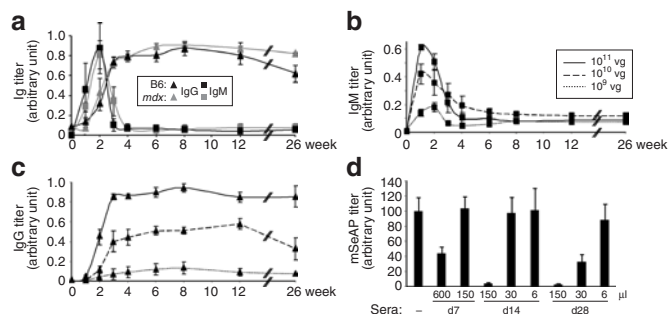 a
Ig titer
(arbitrary unit)
1.0
0.8
0.6
0.4
0.2
0
B6: IgG IgM
mdx:
0 2 4 6 8 10 12 26 week
b
IgM titer
(arbitrary unit)
0.6
0.4
0.2
0
10¹¹ vg
10¹⁰ vg
10⁹ vg
0 2 4 6 8 10 12 26 week
c
IgG titer
(arbitrary unit)
1.0
0.8
0.6
0.4
0.2
0
0 2 4 6 8 10 12 26 week
d
mSeAP titer
(arbitrary unit)
140
120
100
80
60
40
20
0
600 150 150 30 6 150 30 6 µl
Sera: – d7 d14 d28